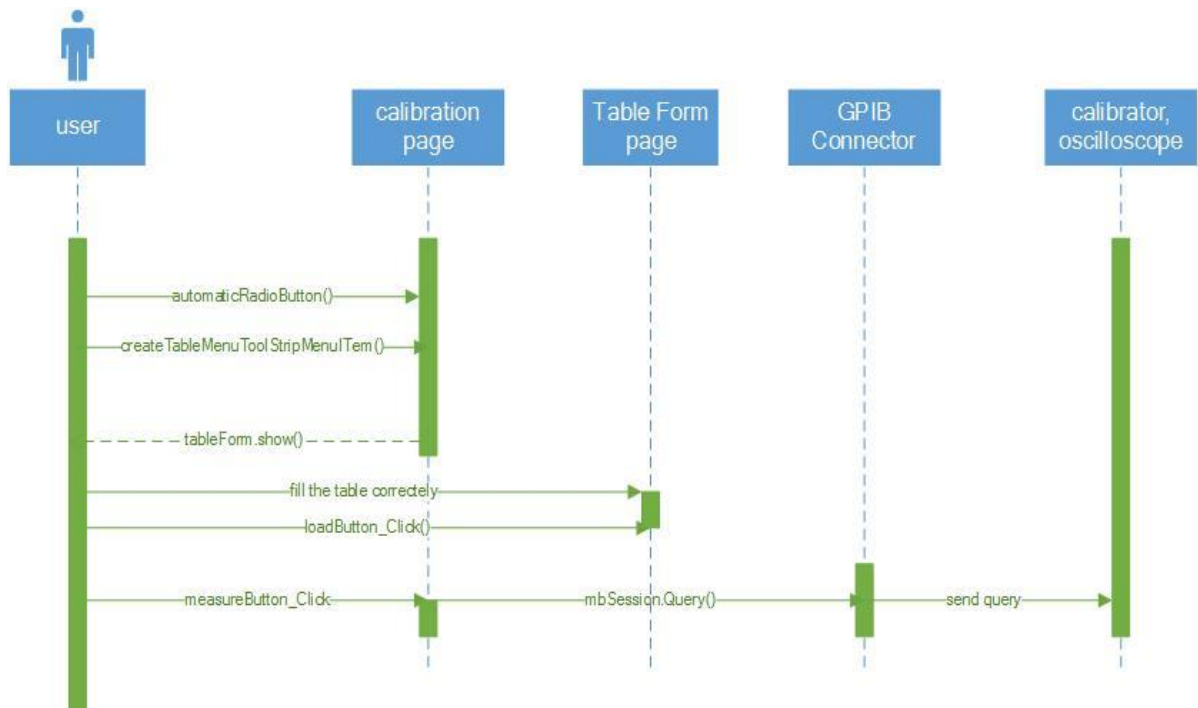 user
calibration
page
Table Form
page
GPIB
Connector
calibrator,
oscilloscope
automaticRadioButton()
createTableMenuToolStripMenuITem()
tableForm.show()
fill the table correctely
loadButton_Click()
measureButton_Click
mbSession.Query()
send query